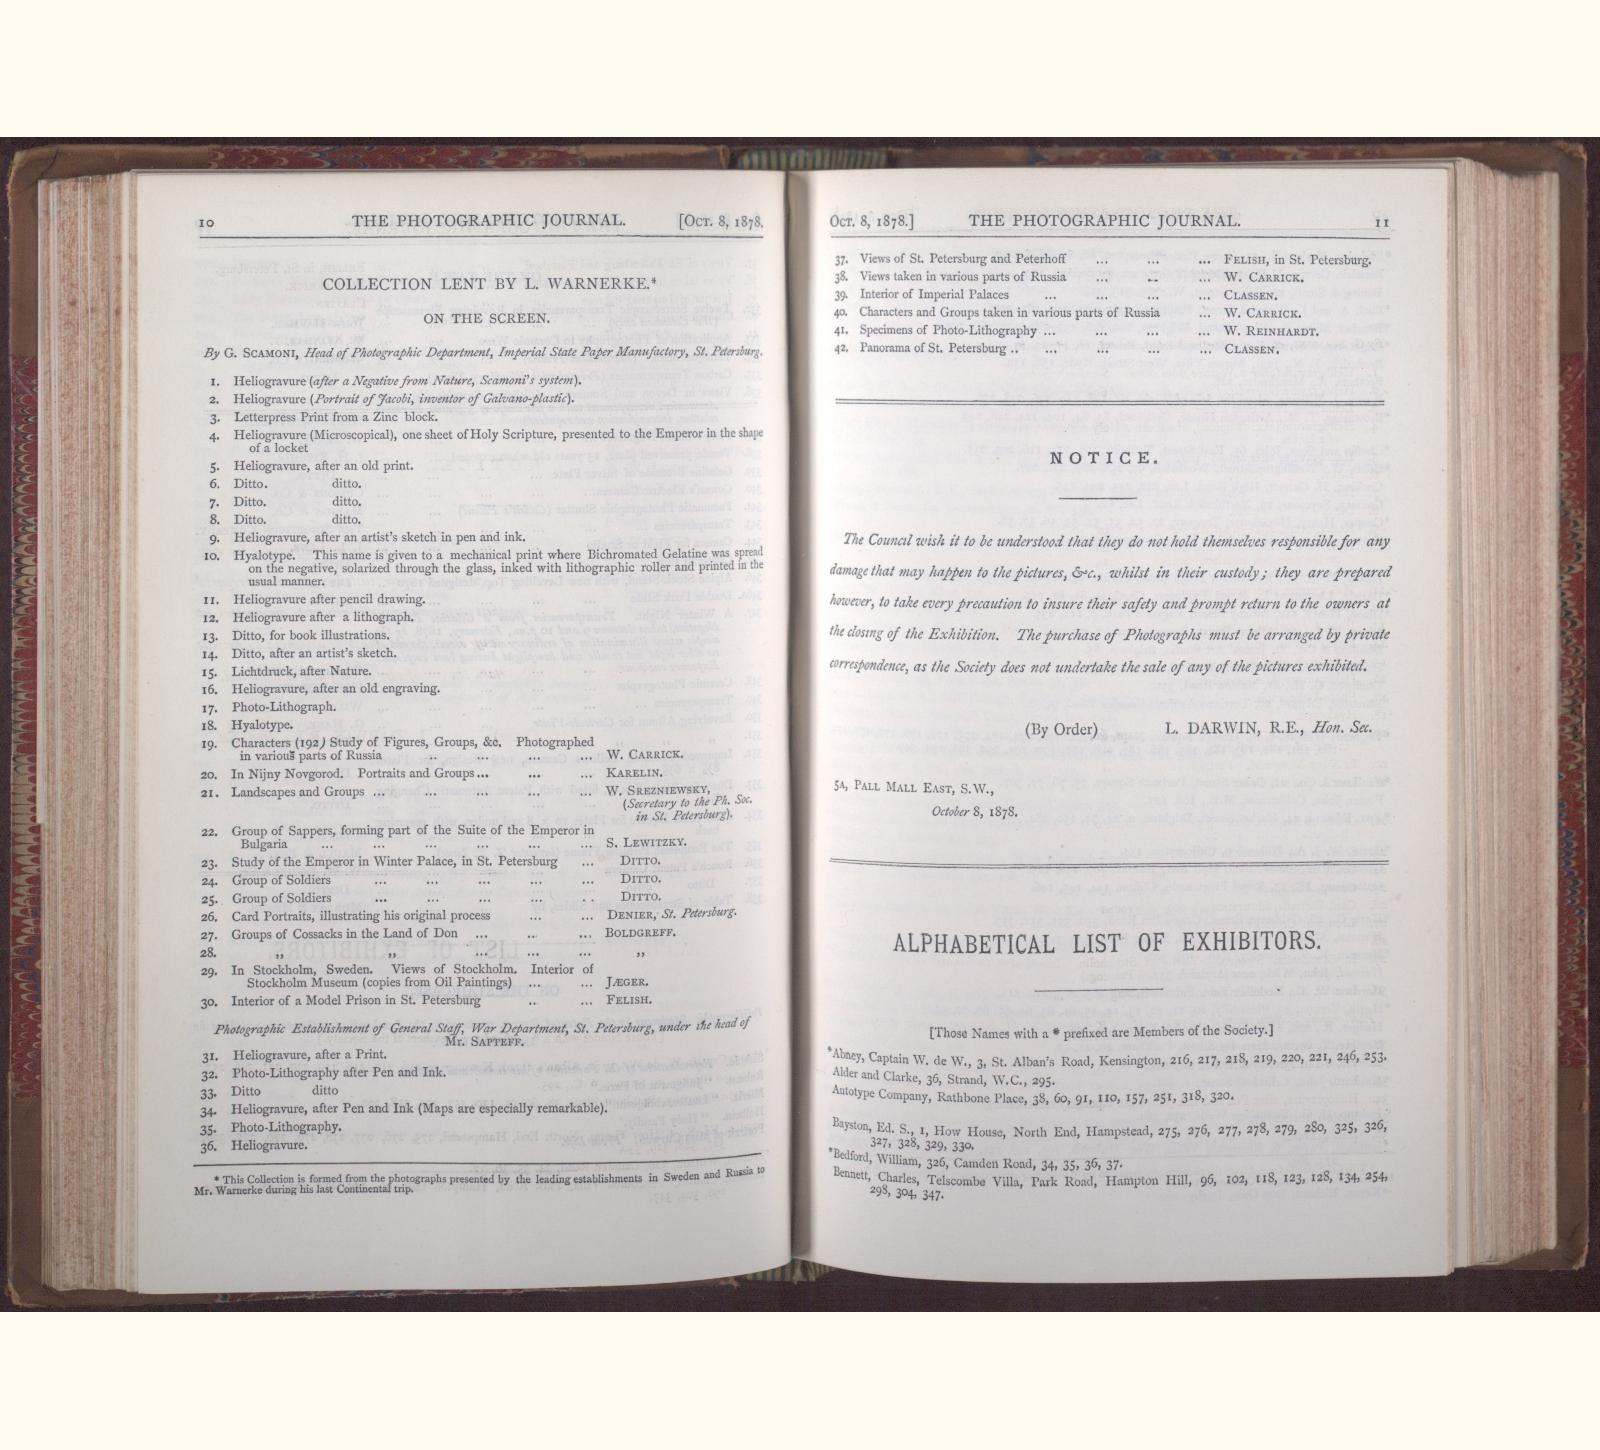 10 THE PHOTOGRAPHIC JOURNAL. [Oct. 8, 1878.
COLLECTION LENT BY L. WARNERKE.*
ON THE SCREEN.
By G. Scamoni, Head of Photographic Department, Imperial State Paper Manufactory, St. Petersburg.
1. Heliogravure (after a Negative from Nature, Scamoni's system).
2. Heliogravure (Portrait of Jacobi, inventor of Galvano-plastic).
3. Letterpress Print from a Zinc block.
4. Heliogravure (Microscopical), one sheet of Holy Scripture, presented to the Emperor in the shape
of a locket
5. Heliogravure, after an old print.
6. Ditto. ditto.
7. Ditto. ditto.
8. Ditto. ditto.
9. Heliogravure, after an artist's sketch in pen and ink.
10. Hyalotype. This name is given to a mechanical print where Bichromated Gelatine was spread
on the negative, solarized through the glass, inked with lithographic roller and printed in the
usual manner.
11. Heliogravure after pencil drawing.
12. Heliogravure after a lithograph.
13. Ditto, for book illustrations.
14. Ditto, after an artist's sketch.
15. Lichtdruck, after Nature.
16. Heliogravure, after an old engraving.
17. Photo-Lithograph.
18. Hyalotype.
19. Characters (192) Study of Figures, Groups, &c. Photographed
in various parts of Russia .. ... ... ... W. Carrick.
20. In Nijny Novgorod. Portraits and Groups... ... ... Karelin.
21. Landscapes and Groups ... ... ... ... ... W. Srezniewsky,
(Secretary to the Ph. Soc.
in St. Petersburg).
22. Group of Sappers, forming part of the Suite of the Emperor in
Bulgaria ... ... ... ... ... ... S. Lewitzky.
23. Study of the Emperor in Winter Palace, in St. Petersburg ... Ditto.
24. Group of Soldiers ... ... ... ... ... Ditto.
25. Group of Soldiers ... ... ... ... .. Ditto.
26. Card Portraits, illustrating his original process ... ... Denier, St. Petersburg.
27. Groups of Cossacks in the Land of Don ... ... ... Boldgreff.
28. „ „ ... ... ... „
29. In Stockholm, Sweden. Views of Stockholm. Interior of
Stockholm Museum (copies from Oil Paintings) ... ... Jæger.
30. Interior of a Model Prison in St. Petersburg .. ... Felish.
Photographic Establishment of General Staff, War Department, St. Petersburg, under the head of
Mr. Sapteff.
31. Heliogravure, after a Print.
32. Photo-Lithography after Pen and Ink.
33. Ditto ditto
34. Heliogravure, after Pen and Ink (Maps are especially remarkable).
35. Photo-Lithography.
36. Heliogravure.
* This Collection is formed from the photographs presented by the leading establishments in Sweden and Russia to
Mr. Warnerke during his last Continental trip.
Oct. 8, 1878.] THE PHOTOGRAPHIC JOURNAL. 11
37. Views of St. Petersburg and Peterhoff ... ... ... Felish, in St. Petersburg.
38. Views taken in various parts of Russia ... ... ... W. Carrick.
39. Interior of Imperial Palaces ... ... ... ... Classen.
40. Characters and Groups taken in various parts of Russia ... W. Carrick.
41. Specimens of Photo-Lithography ... ... ... ... W. Reinhardt.
42. Panorama of St. Petersburg .. ... ... ... ... Classen.
NOTICE.
The Council wish it to be understood that they do not hold themselves responsible for any
damage that may happen to the pictures, &c., whilst in their custody; they are prepared
however, to take every precaution to insure their safety and prompt return to the owners at
the closing of the Exhibition. The purchase of Photographs must be arranged by private
correspondence, as the Society does not undertake the sale of any of the pictures exhibited.
(By Order) L. DARWIN, R.E., Hon. Sec.
5A, Pall Mall East, S.W.,
October 8, 1878.
ALPHABETICAL LIST OF EXHIBITORS.
[Those Names with a * prefixed are Members of the Society.]
*Abney, Captain W. de W., 3, St. Alban's Road, Kensington, 216, 217, 218, 219, 220, 221, 246, 253.
Alder and Clarke, 36, Strand, W.C., 295.
Autotype Company, Rathbone Place, 38, 60, 91, 110, 157, 251, 318, 320.
Bayston, Ed. S., 1, How House, North End, Hampstead, 275, 276, 277, 278, 279, 280, 325, 326,
327, 328, 329, 330.
*Bedford, William, 326, Camden Road, 34, 35, 36, 37.
Bennett, Charles, Telscombe Villa, Park Road, Hampton Hill, 96, 102, 118, 123, 128, 134, 254,
298, 304, 347.